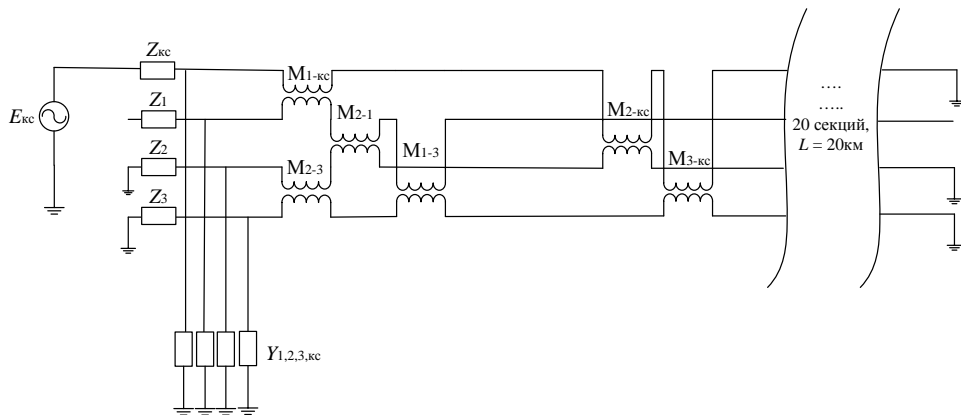 Zкс
M1-кс
Eкс
Z1
M2-1
M2-кс
Z2
M2-3
M1-3
M3-кс
Z3
....
.....
20 секций,
L = 20км
Y1,2,3,кс